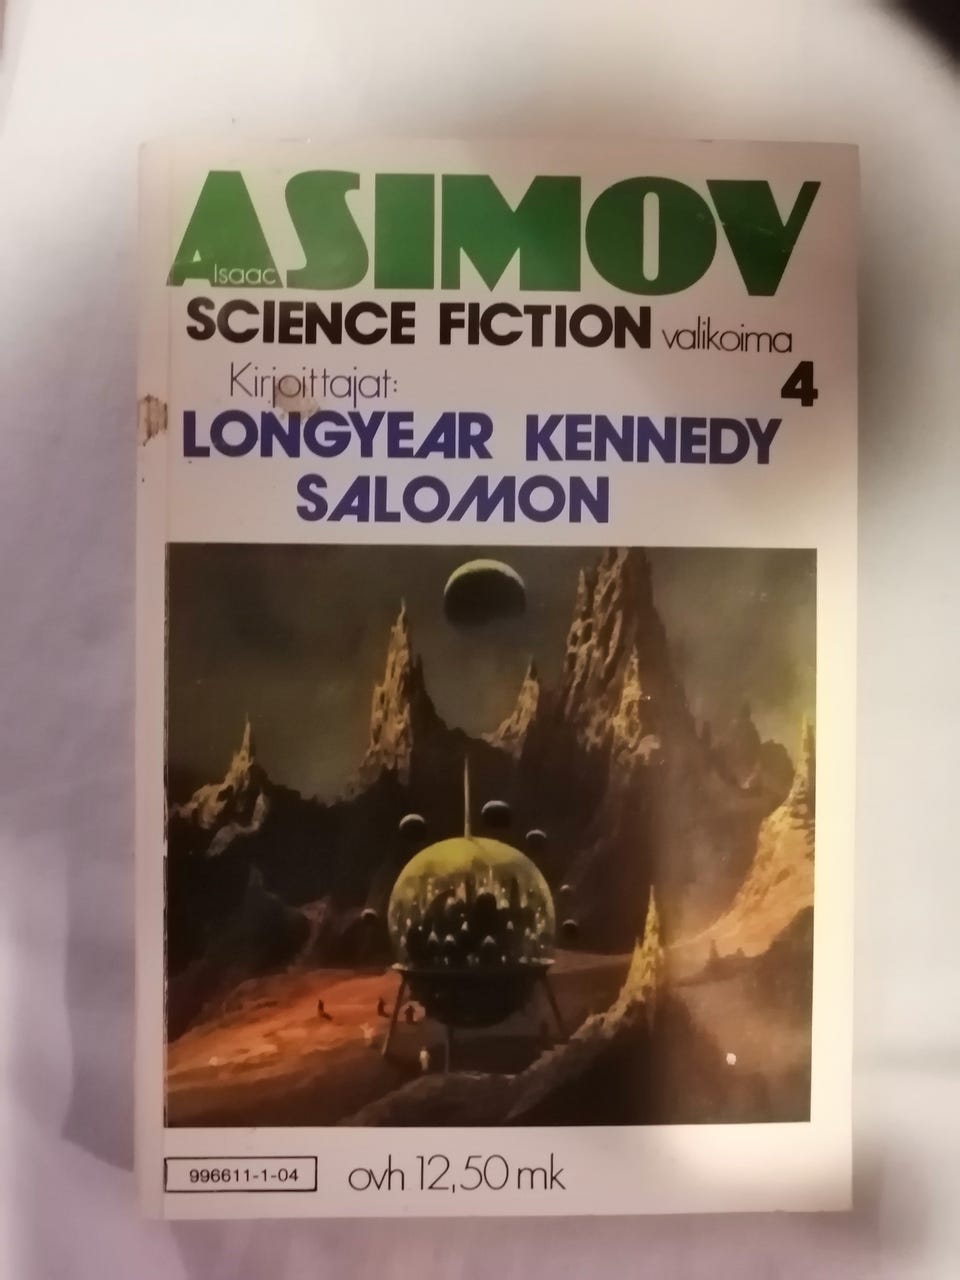 ASIMOV
Isaac
SCIENCE FICTION valikoima
4
Kirjoittajat:
LONGYEAR KENNEDY
SALOMON
996611-1-04
ovh 12,50 mk